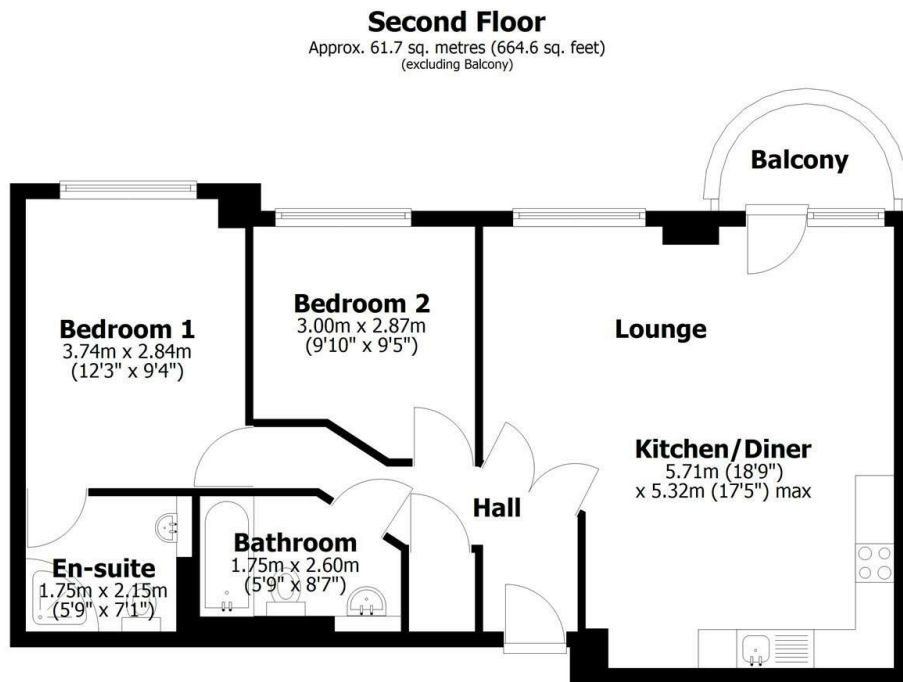 Second Floor
Approx. 61.7 sq. metres (664.6 sq. feet)
(excluding Balcony)
Balcony
Bedroom 1
3.74m x 2.84m
(12'3" x 9'4")
Bedroom 2
3.00m x 2.87m
(9'10" x 9'5")
Lounge
Kitchen/Diner
5.71m (18'9")
x 5.32m (17'5") max
Hall
En-suite
1.75m x 2.15m
(5'9" x 7'1")
Bathroom
1.75m x 2.60m
(5'9" x 8'7")